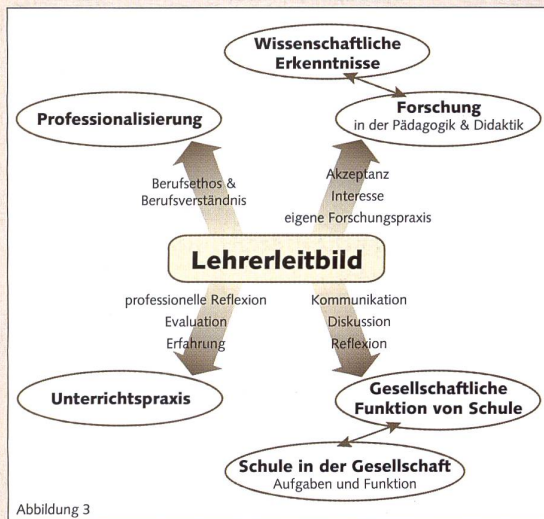 Wissenschaftliche
Erkenntnisse
Professionalisierung
Forschung
in der Pädagogik & Didaktik
Berufsethos &
Berufsverständnis
Akzeptanz
Interesse
eigene Forschungspraxis
Lehrerleitbild
professionelle Reflexion
Evaluation
Erfahrung
Kommunikation
Diskussion
Reflexion
Unterrichtspraxis
Gesellschaftliche
Funktion von Schule
Schule in der Gesellschaft
Aufgaben und Funktion
Abbildung 3